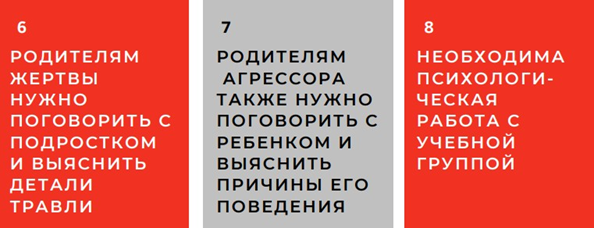 6
РОДИТЕЛЯМ
ЖЕРТВЫ
НУЖНО
ПОГОВОРИТЬ С
ПОДРОСТКОМ
И ВЫЯСНИТЬ
ДЕТАЛИ
ТРАВЛИ
7
РОДИТЕЛЯМ
АГРЕССОРА
ТАКЖЕ НУЖНО
ПОГОВОРИТЬ С
РЕБЕНКОМ И
ВЫЯСНИТЬ
ПРИЧИНЫ ЕГО
ПОВЕДЕНИЯ
8
НЕОБХОДИМА
ПСИХОЛОГИ-
ЧЕСКАЯ
РАБОТА С
УЧЕБНОЙ
ГРУППОЙ